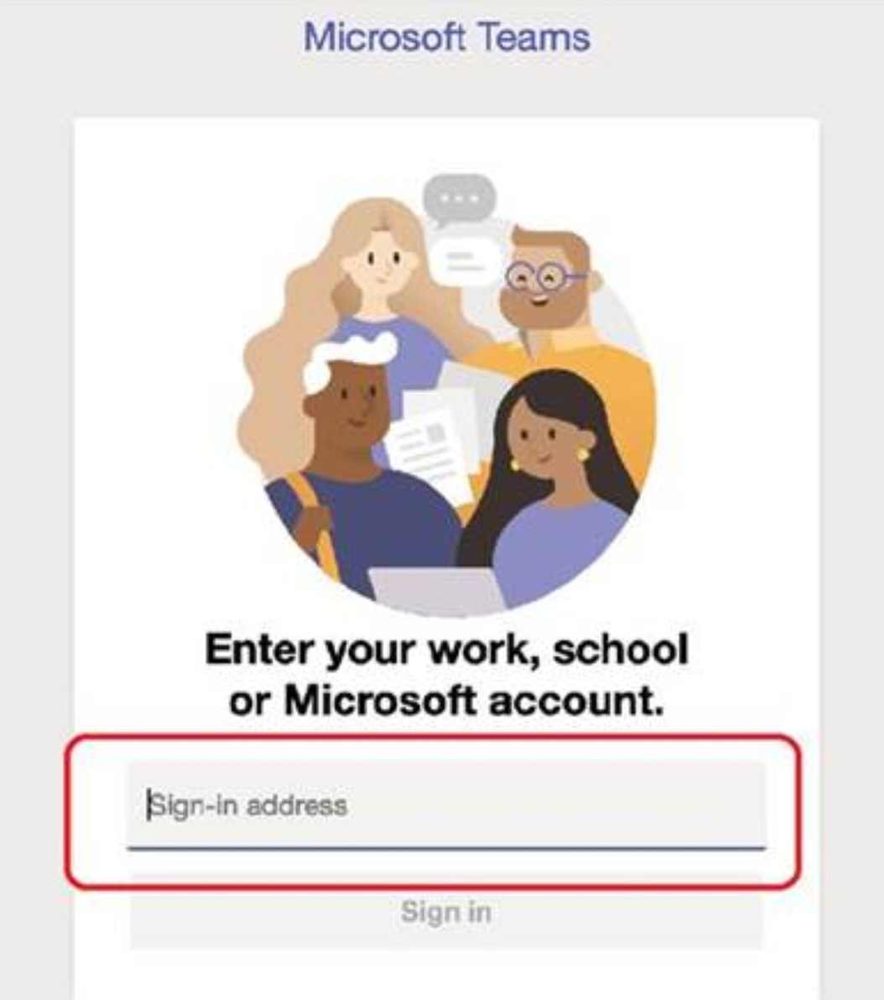 Microsoft Teams
Enter your work, school
or Microsoft account.
Sign-in address
Sign in